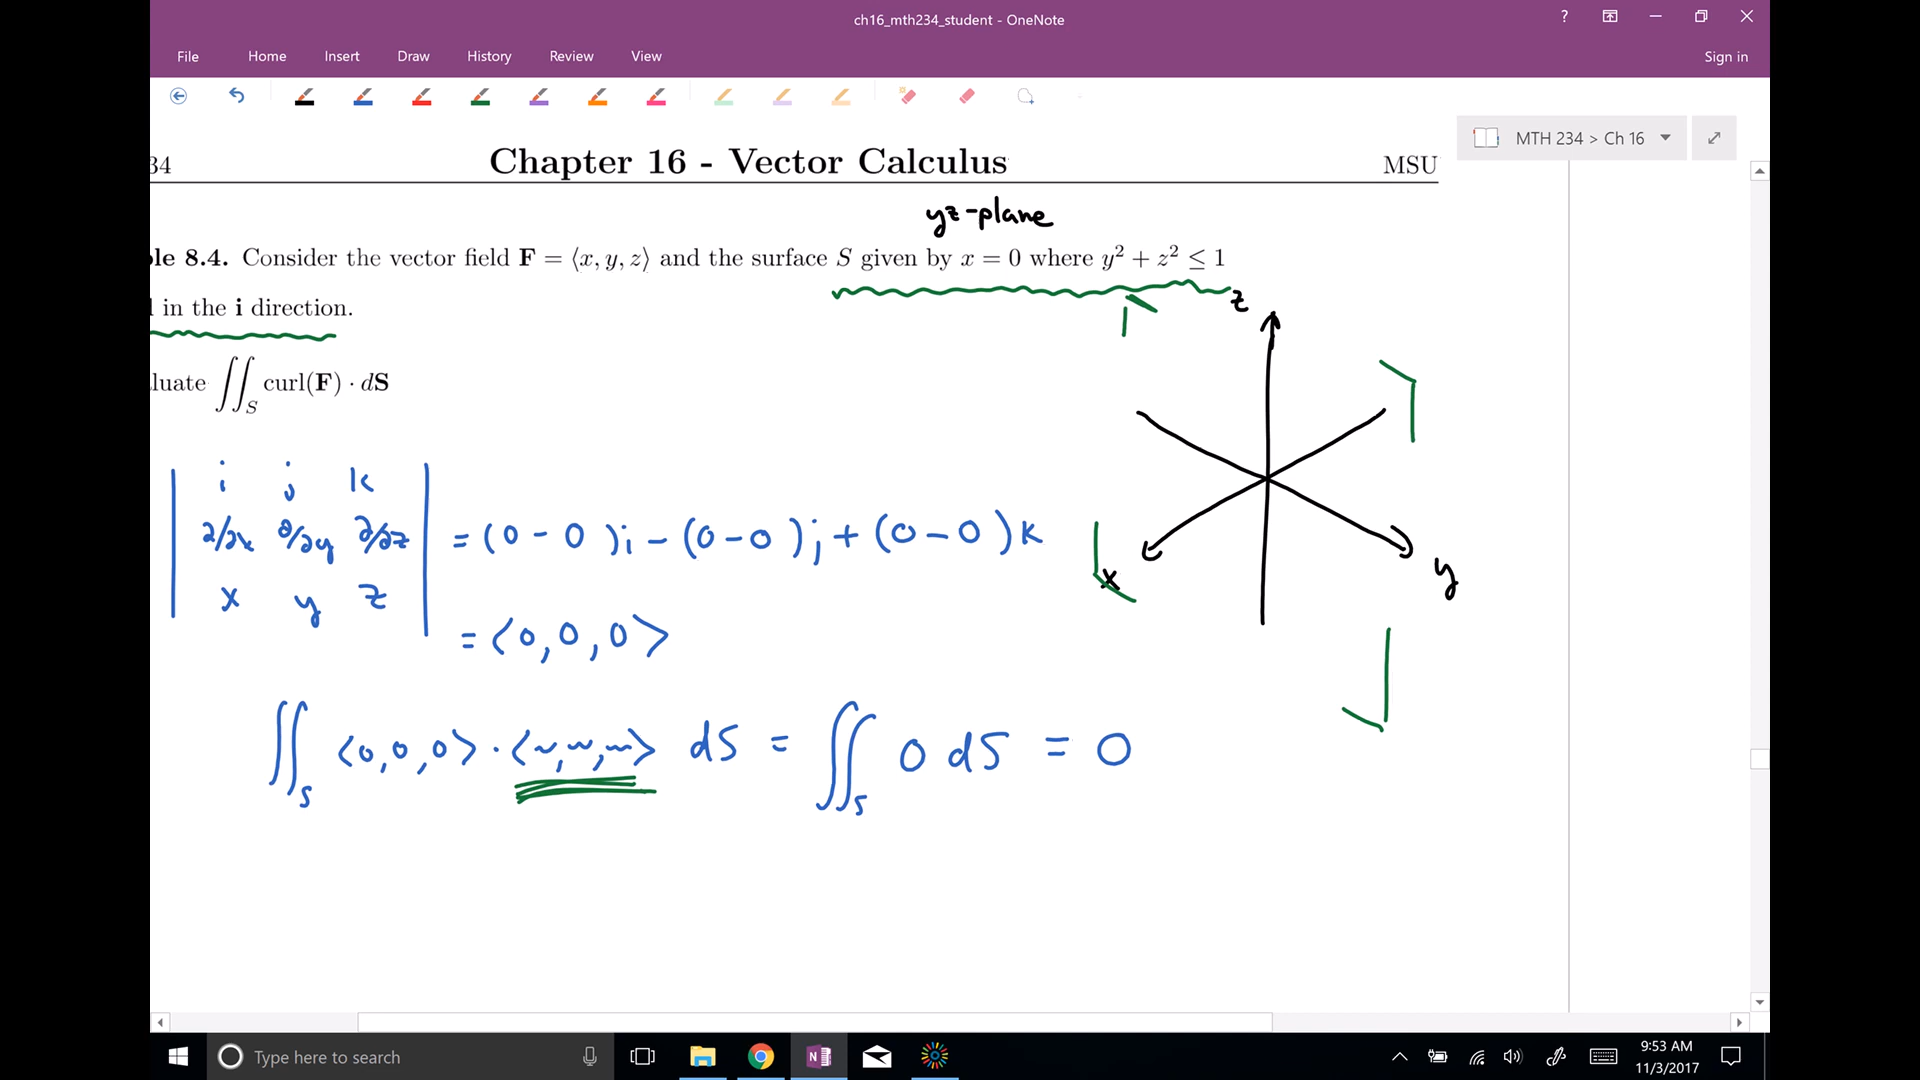 ch16_mth234_student - OneNote
?
File Home Insert Draw History Review View
Sign in
MTH 234 > Ch 16
34 Chapter 16 - Vector Calculus MSU
yz-plane
le 8.4. Consider the vector field F = ⟨x, y, z⟩ and the surface S given by x = 0 where y² + z² ≤ 1
in the i direction.
z
luate ∬_S curl(F) · dS
i j k
∂/∂x ∂/∂y ∂/∂z = (0 - 0)i - (0 - 0)j + (0 - 0)k
x y z
x
y
= ⟨0, 0, 0⟩
∬_S ⟨0, 0, 0⟩ · ⟨~, ~, ~⟩ dS = ∬_S 0 dS = 0
Type here to search
9:53 AM
11/3/2017